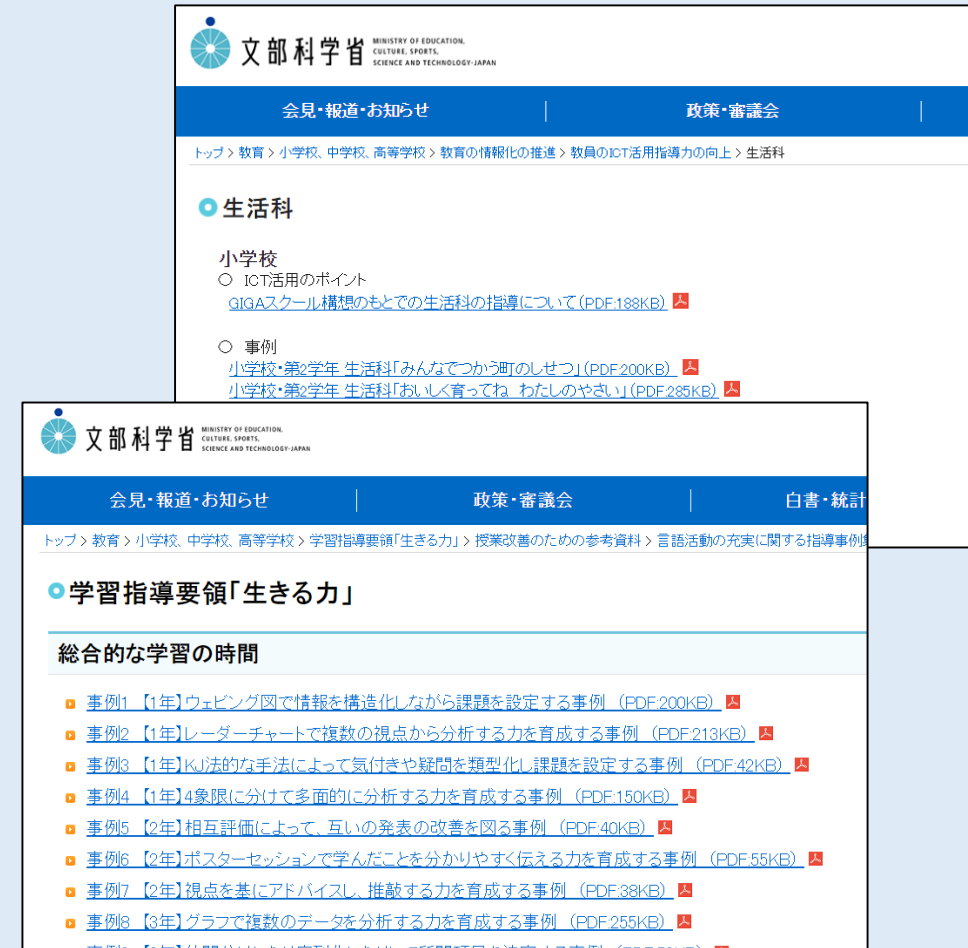 文部科学省
MINISTRY OF EDUCATION,
CULTURE, SPORTS,
SCIENCE AND TECHNOLOGY-JAPAN
会見・報道・お知らせ
政策・審議会
トップ > 教育 > 小学校、中学校、高等学校 > 教育の情報化の推進 > 教員のICT活用指導力の向上 > 生活科
生活科
小学校
○ ICT活用のポイント
GIGAスクール構想のもとでの生活科の指導について(PDF:188KB)
○ 事例
小学校・第2学年 生活科「みんなでつかう町のしせつ」(PDF:200KB)
小学校・第2学年 生活科「おいしく育ってね わたしのやさい」(PDF:285KB)
文部科学省
MINISTRY OF EDUCATION,
CULTURE, SPORTS,
SCIENCE AND TECHNOLOGY-JAPAN
会見・報道・お知らせ
政策・審議会
白書・統計
トップ > 教育 > 小学校、中学校、高等学校 > 学習指導要領「生きる力」 > 授業改善のための参考資料 > 言語活動の充実に関する指導事例
学習指導要領「生きる力」
総合的な学習の時間
事例1 【1年】ウェビング図で情報を構造化しながら課題を設定する事例 (PDF:200KB)
事例2 【1年】レーダーチャートで複数の視点から分析する力を育成する事例 (PDF:213KB)
事例3 【1年】KJ法的な手法によって気付きや疑問を類型化し課題を設定する事例 (PDF:42KB)
事例4 【1年】4象限に分けて多面的に分析する力を育成する事例 (PDF:150KB)
事例5 【2年】相互評価によって、互いの発表の改善を図る事例 (PDF:40KB)
事例6 【2年】ポスターセッションで学んだことを分かりやすく伝える力を育成する事例 (PDF:55KB)
事例7 【2年】視点を基にアドバイスし、推敲する力を育成する事例 (PDF:38KB)
事例8 【3年】グラフで複数のデータを分析する力を育成する事例 (PDF:255KB)